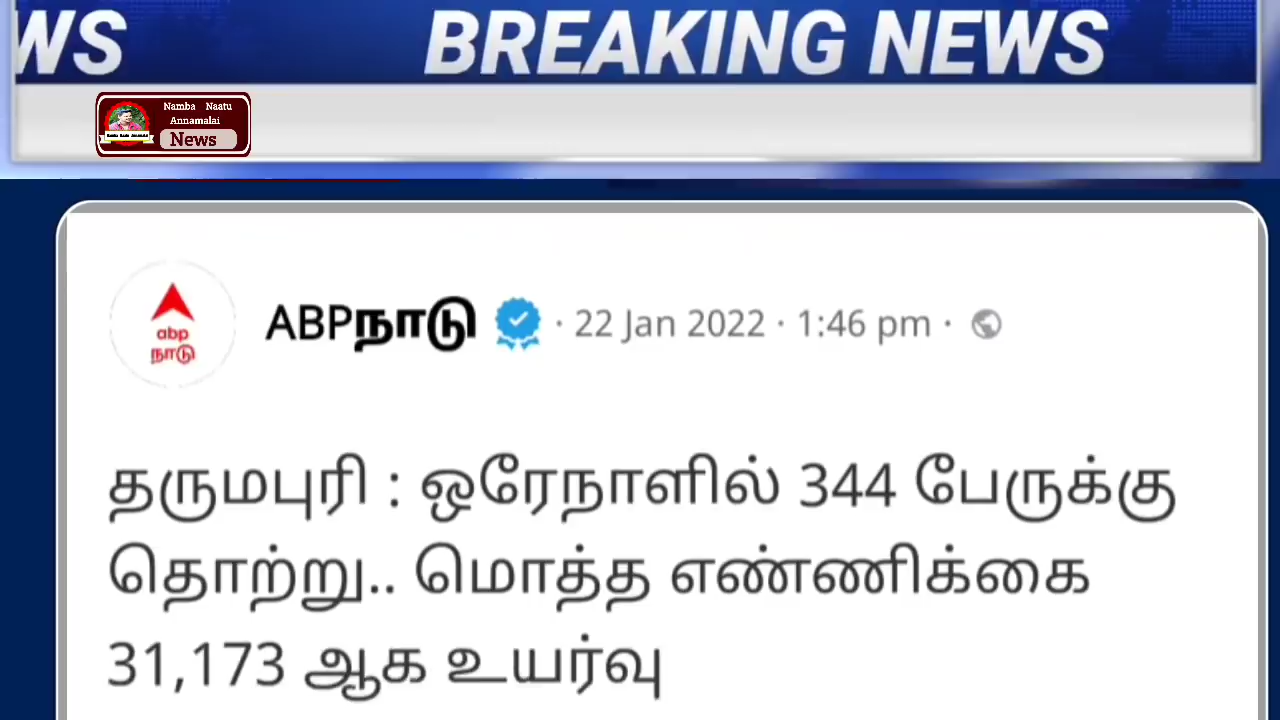 WS BREAKING NEWS
Namba Naatu
Annamalai
News
abp
நாடு
ABPநாடு · 22 Jan 2022 · 1:46 pm ·
தருமபுரி : ஒரேநாளில் 344 பேருக்கு
தொற்று.. மொத்த எண்ணிக்கை
31,173 ஆக உயர்வு